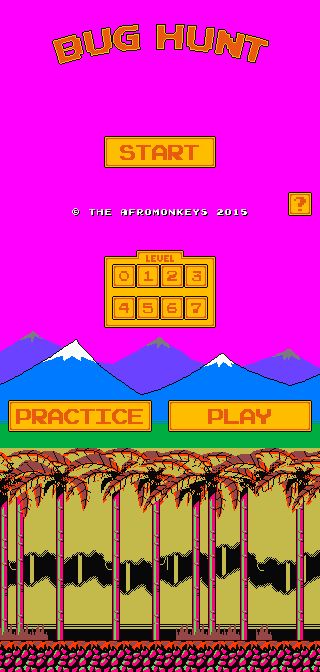 BUG HUNT
START
© THE AFROMONKEYS 2015
?
LEVEL
0 1 2 3
4 5 6 7
PRACTICE PLAY